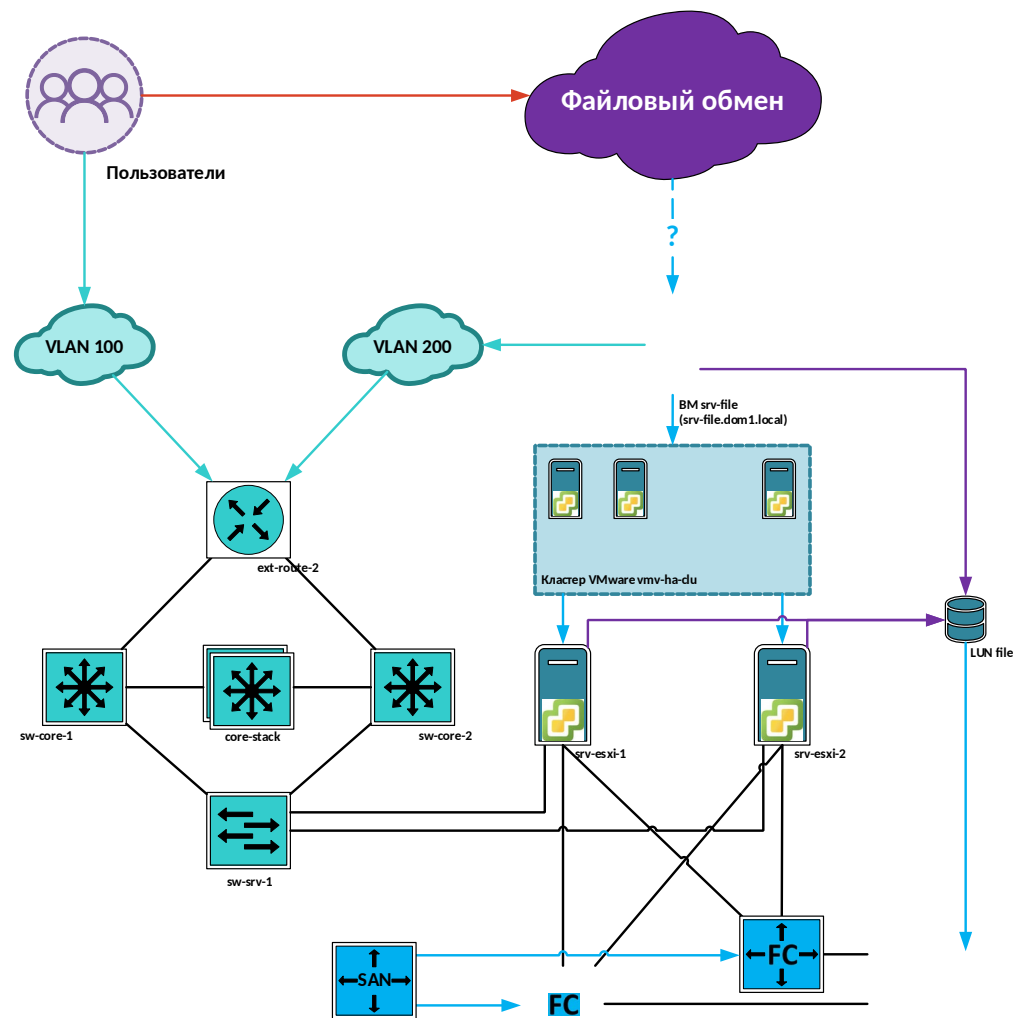 Файловый обмен
Пользователи
?
VLAN 100
VLAN 200
ВМ srv-file
(srv-file.dom1.local)
ext-route-2
Кластер VMware vmv-ha-clu
LUN file
sw-core-1
core-stack
sw-core-2
srv-esxi-1
srv-esxi-2
sw-srv-1
FC
SAN
FC